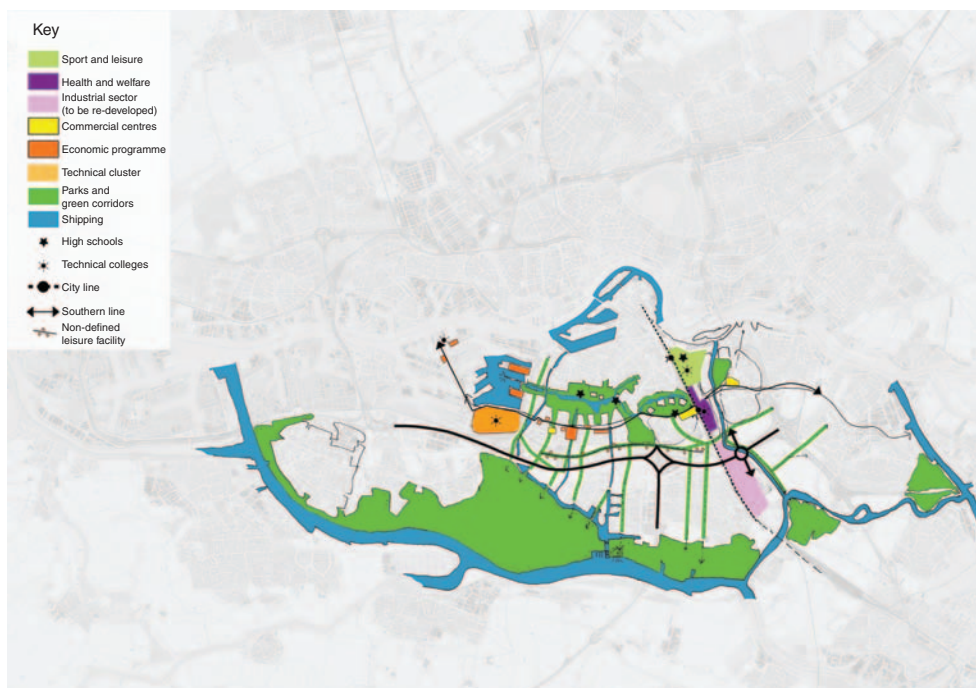 Key
Sport and leisure
Health and welfare
Industrial sector
(to be re-developed)
Commercial centres
Economic programme
Technical cluster
Parks and
green corridors
Shipping
High schools
Technical colleges
City line
Southern line
Non-defined
leisure facility